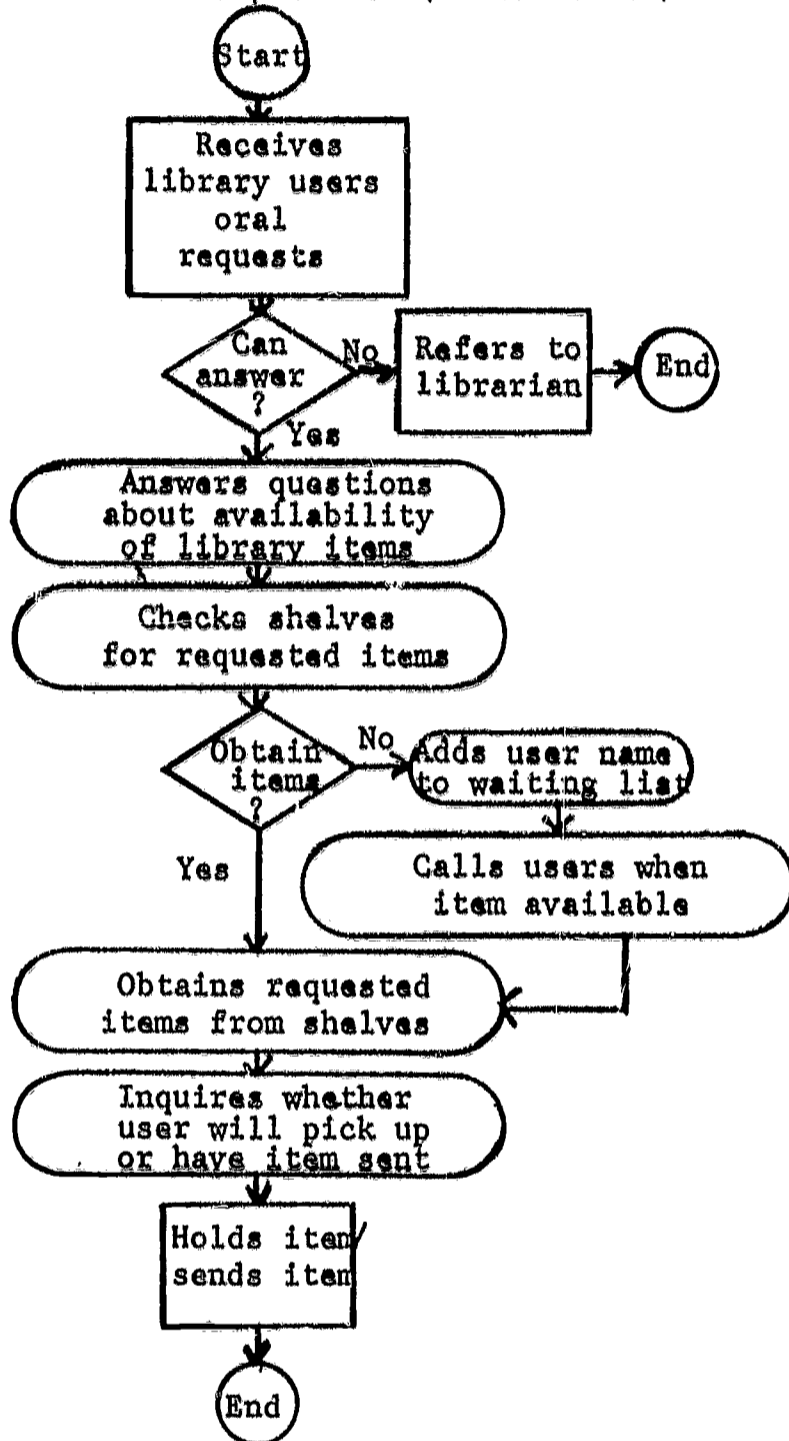 Start
Receives
library users
oral
requests
Can
answer
?
No
Refers to
librarian
End
Yes
Answers questions
about availability
of library items
Checks shelves
for requested items
Obtain
items
?
No
Adds user name
to waiting list
Yes
Calls users when
item available
Obtains requested
items from shelves
Inquires whether
user will pick up
or have item sent
Holds item/
sends item
End